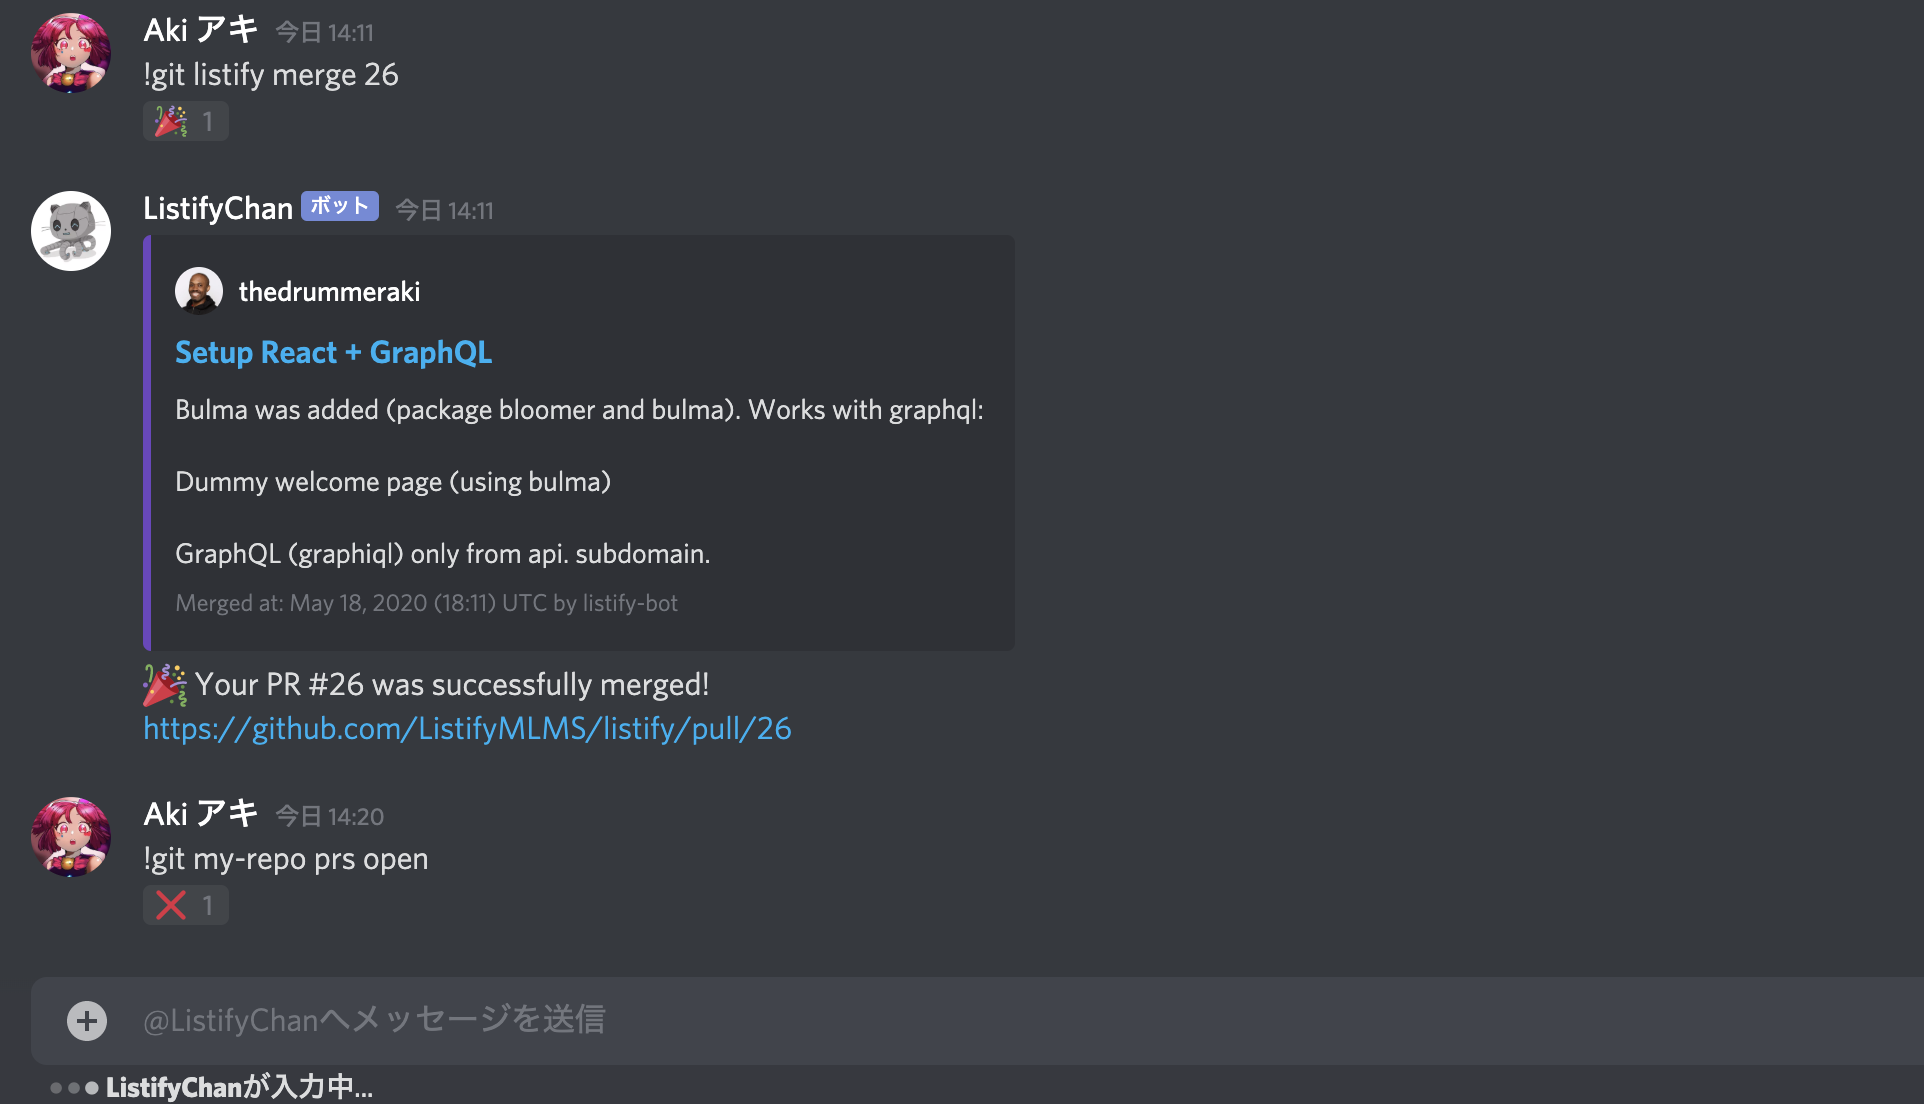 Aki アキ 今日 14:11
!git listify merge 26
🎉 1
ListifyChan ボット 今日 14:11
thedrummeraki
Setup React + GraphQL
Bulma was added (package bloomer and bulma). Works with graphql:
Dummy welcome page (using bulma)
GraphQL (graphiql) only from api. subdomain.
Merged at: May 18, 2020 (18:11) UTC by listify-bot
🎉 Your PR #26 was successfully merged!
https://github.com/ListifyMLMS/listify/pull/26
Aki アキ 今日 14:20
!git my-repo prs open
❌ 1
@ListifyChanへメッセージを送信
ListifyChanが入力中...